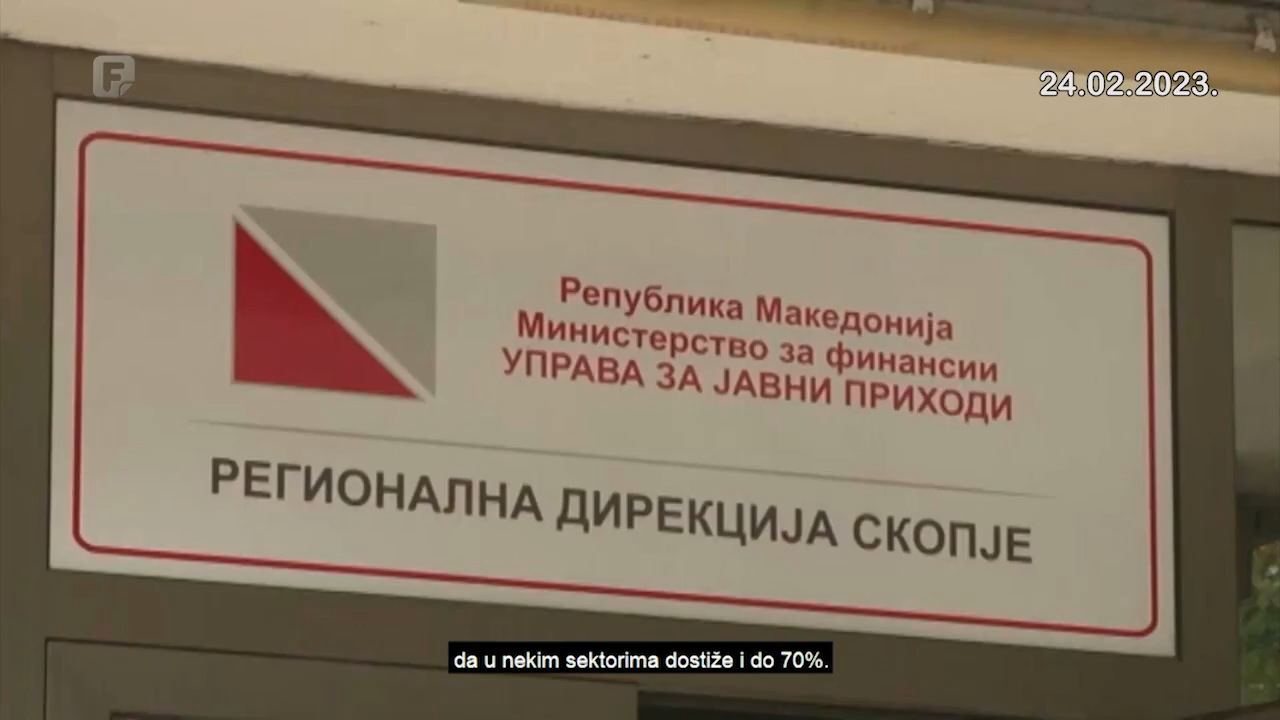 F
24.02.2023.
Република Македонија
Министерство за финансии
УПРАВА ЗА ЈАВНИ ПРИХОДИ
РЕГИОНАЛНА ДИРЕКЦИЈА СКОПЈЕ
da u nekim sektorima dostiže i do 70%.